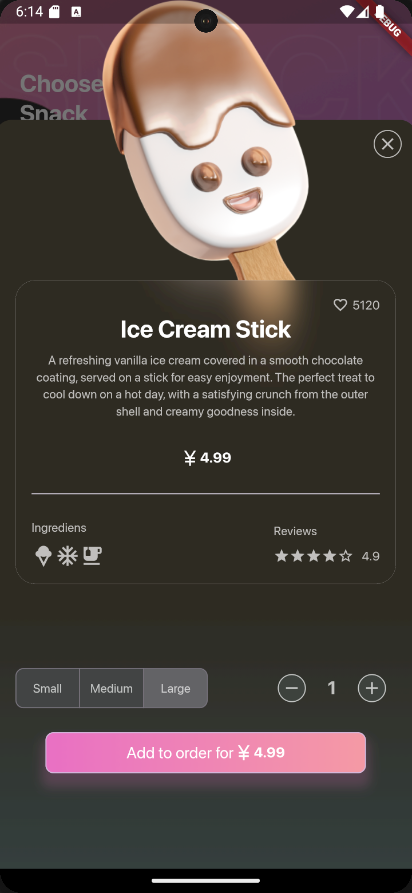 6:14
DEBUG
Choose
Snack
5120
Ice Cream Stick
A refreshing vanilla ice cream covered in a smooth chocolate
coating, served on a stick for easy enjoyment. The perfect treat to
cool down on a hot day, with a satisfying crunch from the outer
shell and creamy goodness inside.
¥ 4.99
Ingrediens
Reviews
4.9
Small Medium Large
1
Add to order for ¥ 4.99